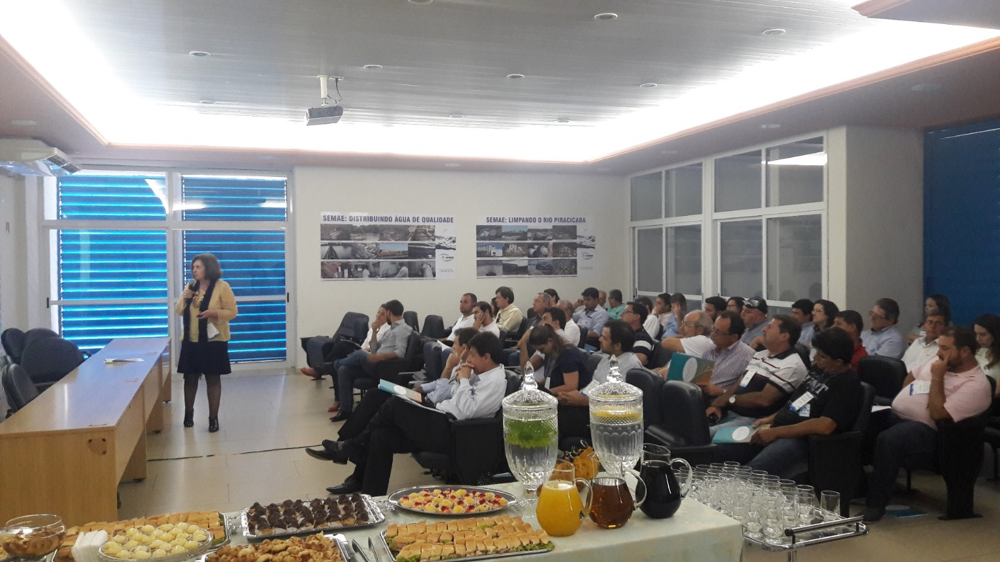 SEMAE: DISTRIBUINDO ÁGUA DE QUALIDADE
SEMAE: LIMPANDO O RIO PIRACICABA